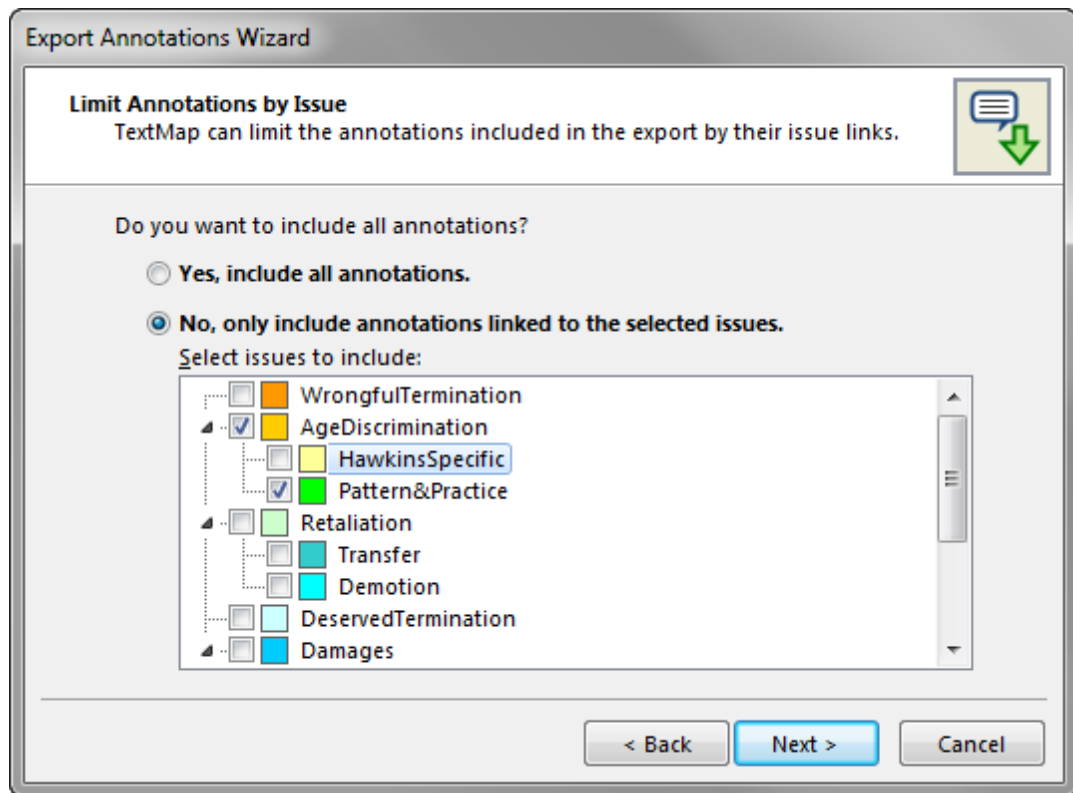 Export Annotations Wizard
Limit Annotations by Issue
TextMap can limit the annotations included in the export by their issue links.
Do you want to include all annotations?
Yes, include all annotations.
No, only include annotations linked to the selected issues.
Select issues to include:
WrongfulTermination
AgeDiscrimination
HawkinsSpecific
Pattern&Practice
Retaliation
Transfer
Demotion
DeservedTermination
Damages
< Back
Next >
Cancel